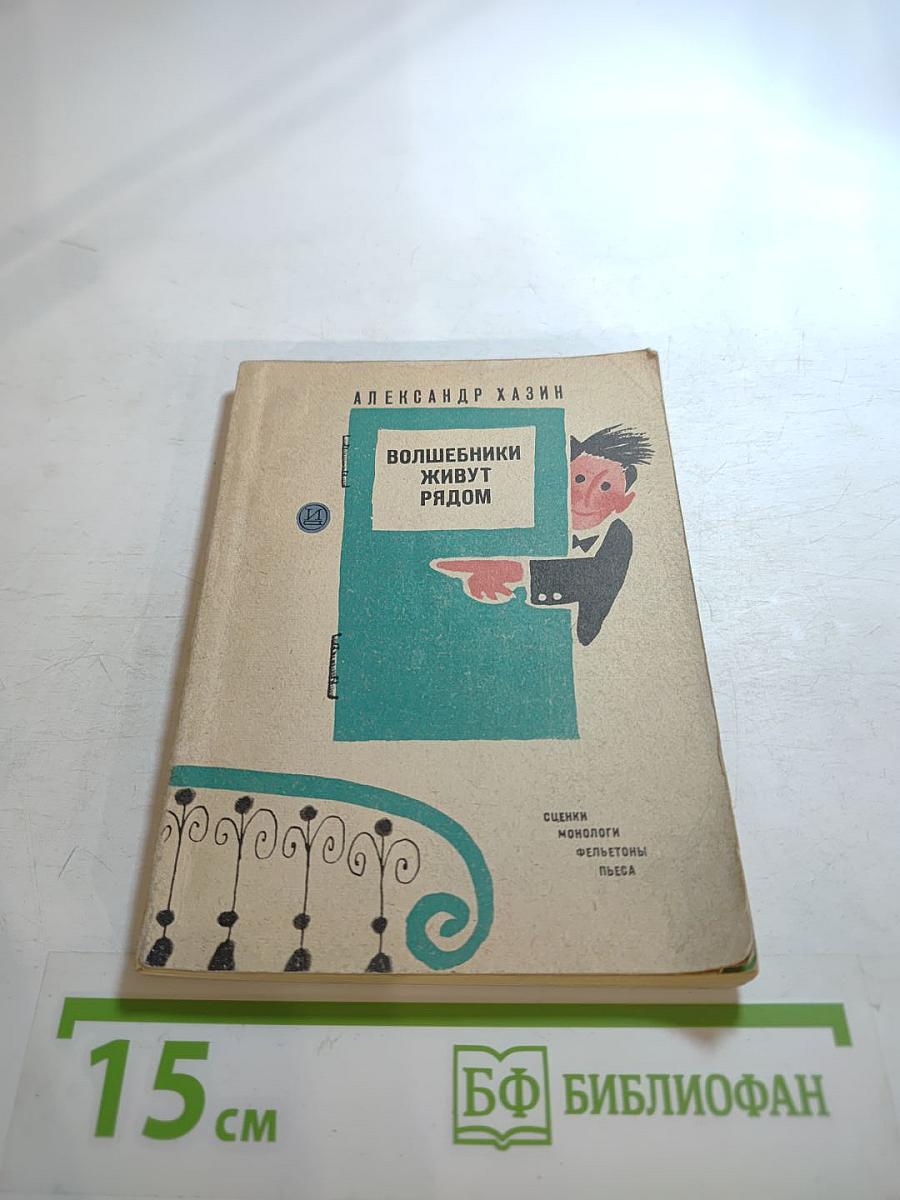 АЛЕКСАНДР ХАЗИН
ВОЛШЕБНИКИ
ЖИВУТ
РЯДОМ
СЦЕНКИ
МОНОЛОГИ
ФЕЛЬЕТОНЫ
ПЬЕСА
15 см
БФ БИБЛИОФАН